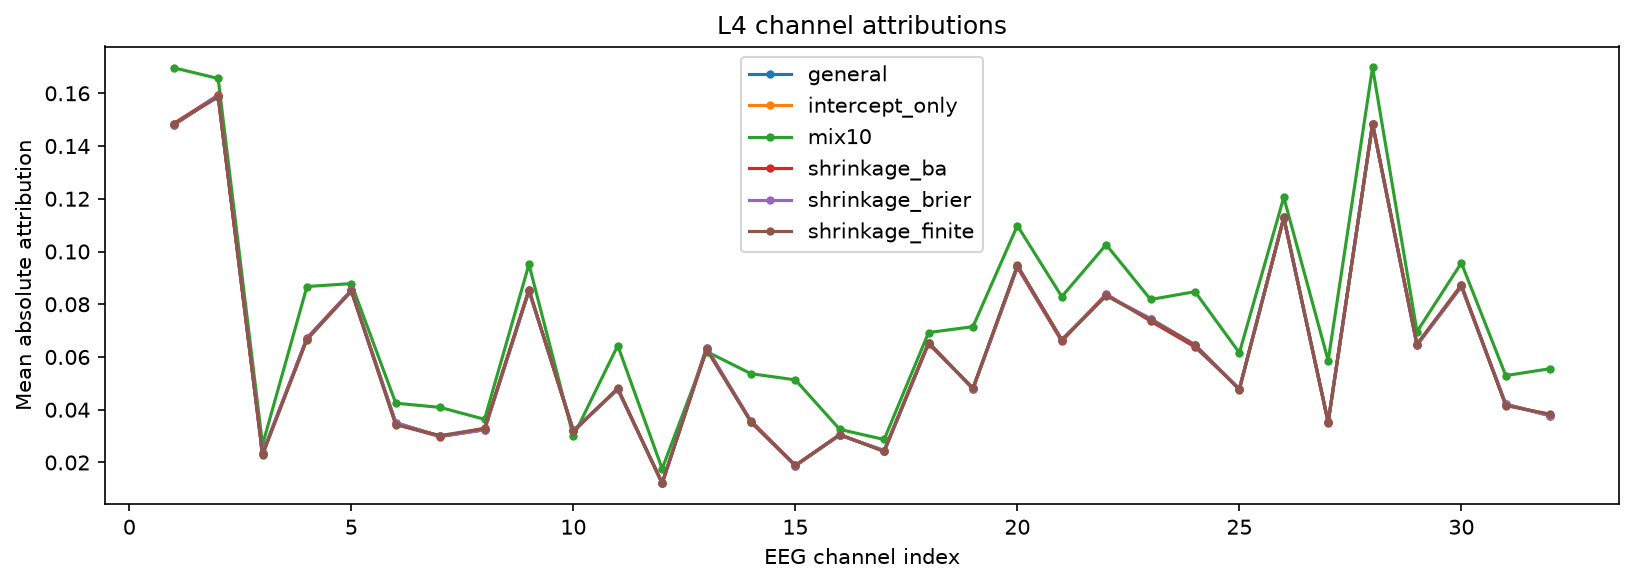 L4 channel attributions
Mean absolute attribution
0.16
0.14
0.12
0.10
0.08
0.06
0.04
0.02
general
intercept_only
mix10
shrinkage_ba
shrinkage_brier
shrinkage_finite
0 5 10 15 20 25 30
EEG channel index